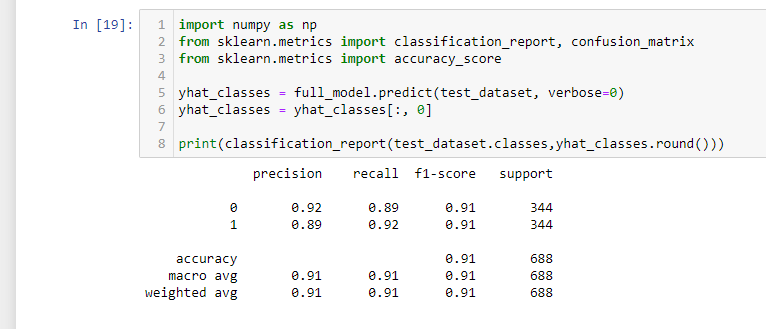 In [19]:
1 import numpy as np
2 from sklearn.metrics import classification_report, confusion_matrix
3 from sklearn.metrics import accuracy_score
4
5 yhat_classes = full_model.predict(test_dataset, verbose=0)
6 yhat_classes = yhat_classes[:, 0]
7
8 print(classification_report(test_dataset.classes,yhat_classes.round()))
precision recall f1-score support
0 0.92 0.89 0.91 344
1 0.89 0.92 0.91 344
accuracy 0.91 688
macro avg 0.91 0.91 0.91 688
weighted avg 0.91 0.91 0.91 688